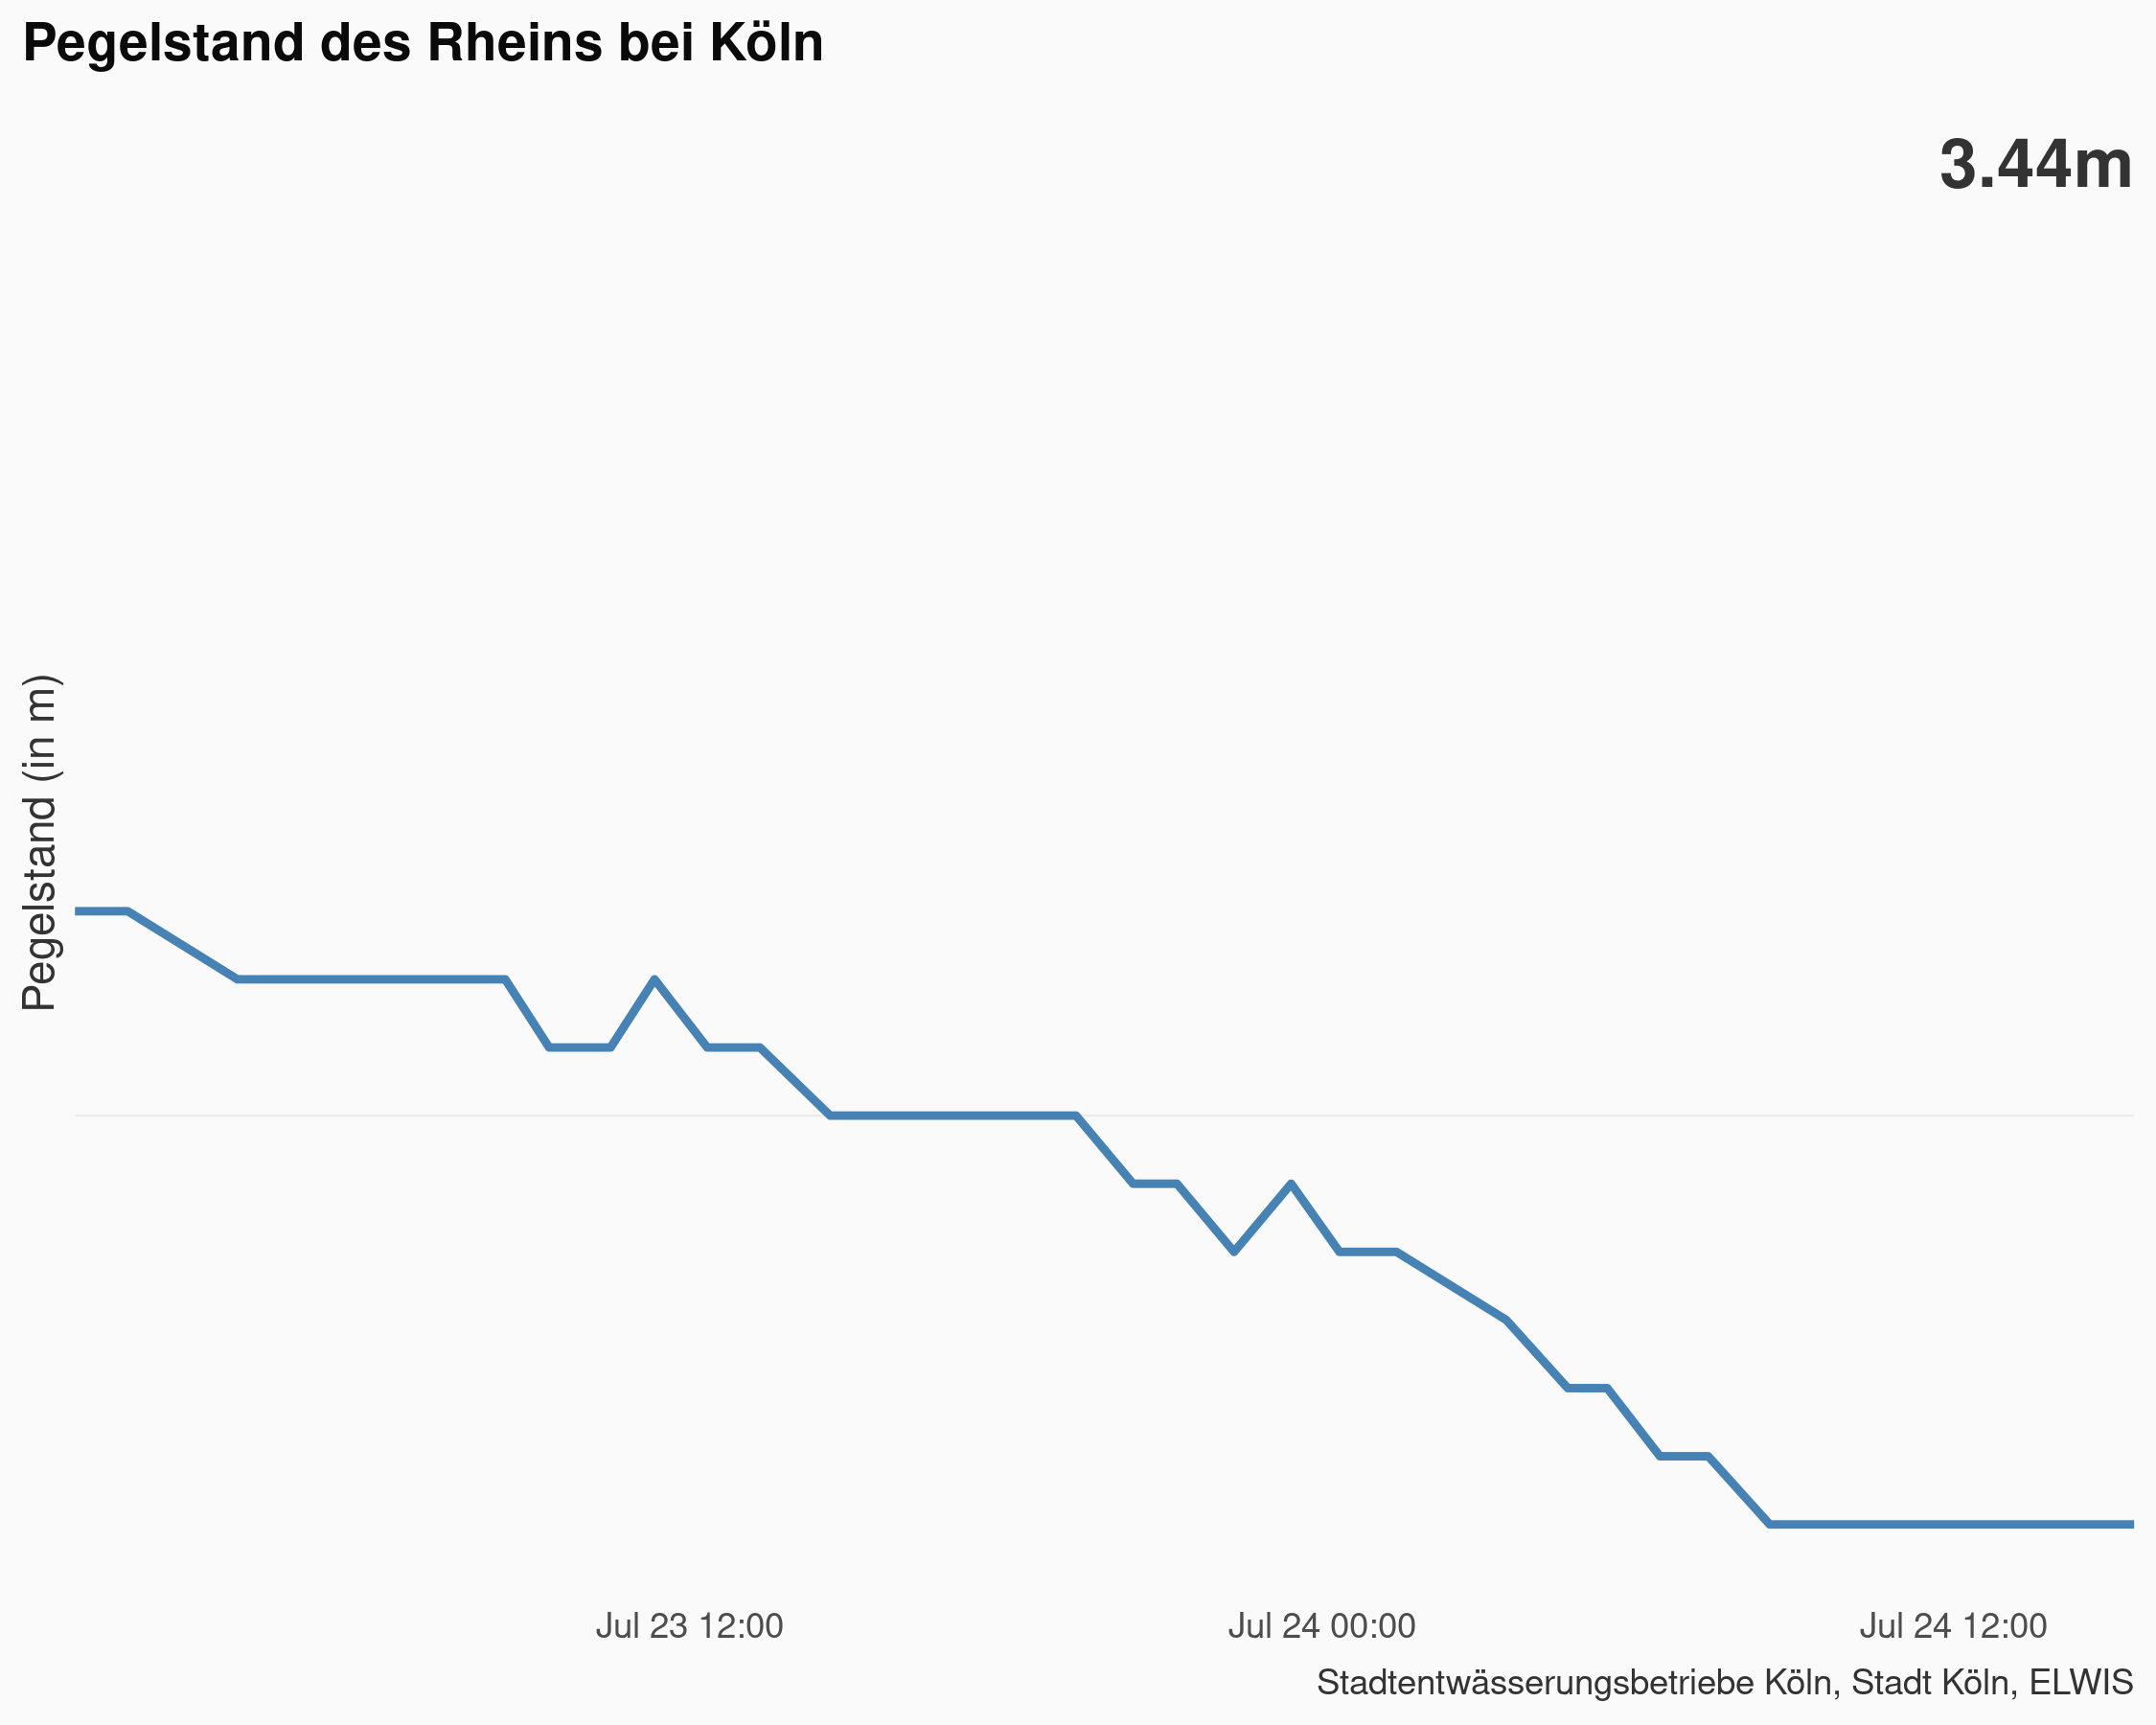 Pegelstand des Rheins bei Köln
3.44m
Pegelstand (in m)
Jul 23 12:00
Jul 24 00:00
Jul 24 12:00
Stadtentwässerungsbetriebe Köln, Stadt Köln, ELWIS